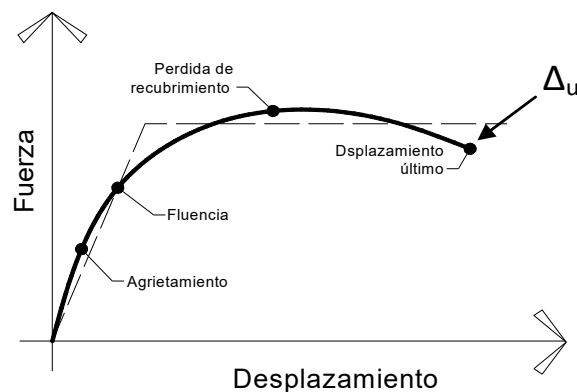 Fuerza
Perdida de
recubrimiento
Δu
Dsplazamiento
último
Fluencia
Agrietamiento
Desplazamiento